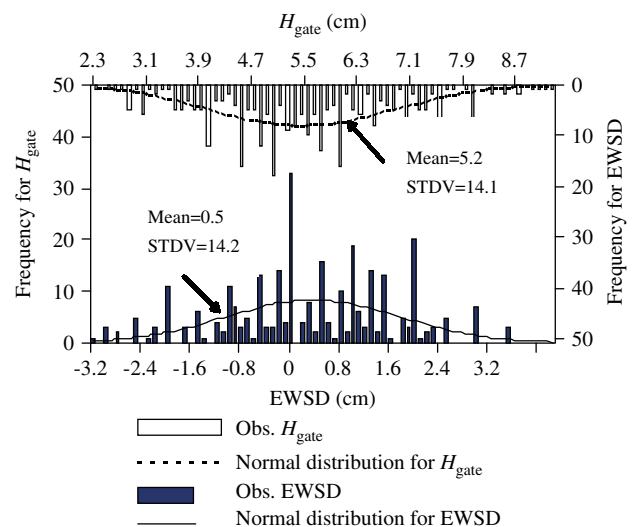 H_gate (cm)
2.3 3.1 3.9 4.7 5.5 6.3 7.1 7.9 8.7
50 0
40 10
Mean=5.2
STDV=14.1
30 20
Mean=0.5
STDV=14.2
20 30
10 40
0 50
Frequency for H_gate
Frequency for EWSD
-3.2 -2.4 -1.6 -0.8 0 0.8 1.6 2.4 3.2
EWSD (cm)
Obs. H_gate
Normal distribution for H_gate
Obs. EWSD
Normal distribution for EWSD